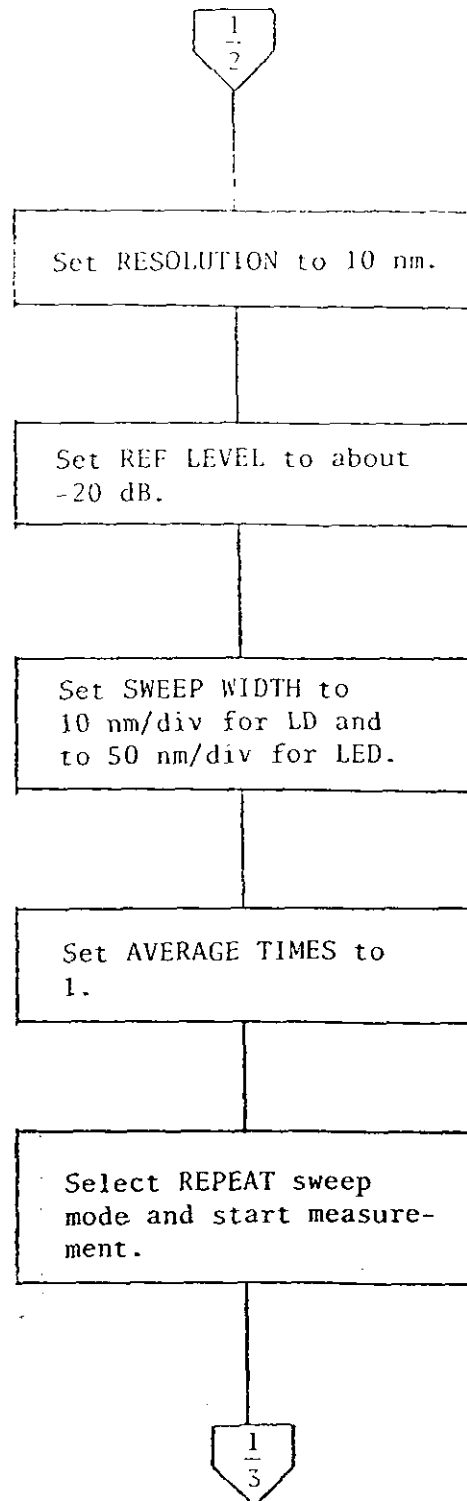 1
2
Set RESOLUTION to 10 nm.
Set REF LEVEL to about
-20 dB.
Set SWEEP WIDTH to
10 nm/div for LD and
to 50 nm/div for LED.
Set AVERAGE TIMES to
1.
Select REPEAT sweep
mode and start measure-
ment.
1
3